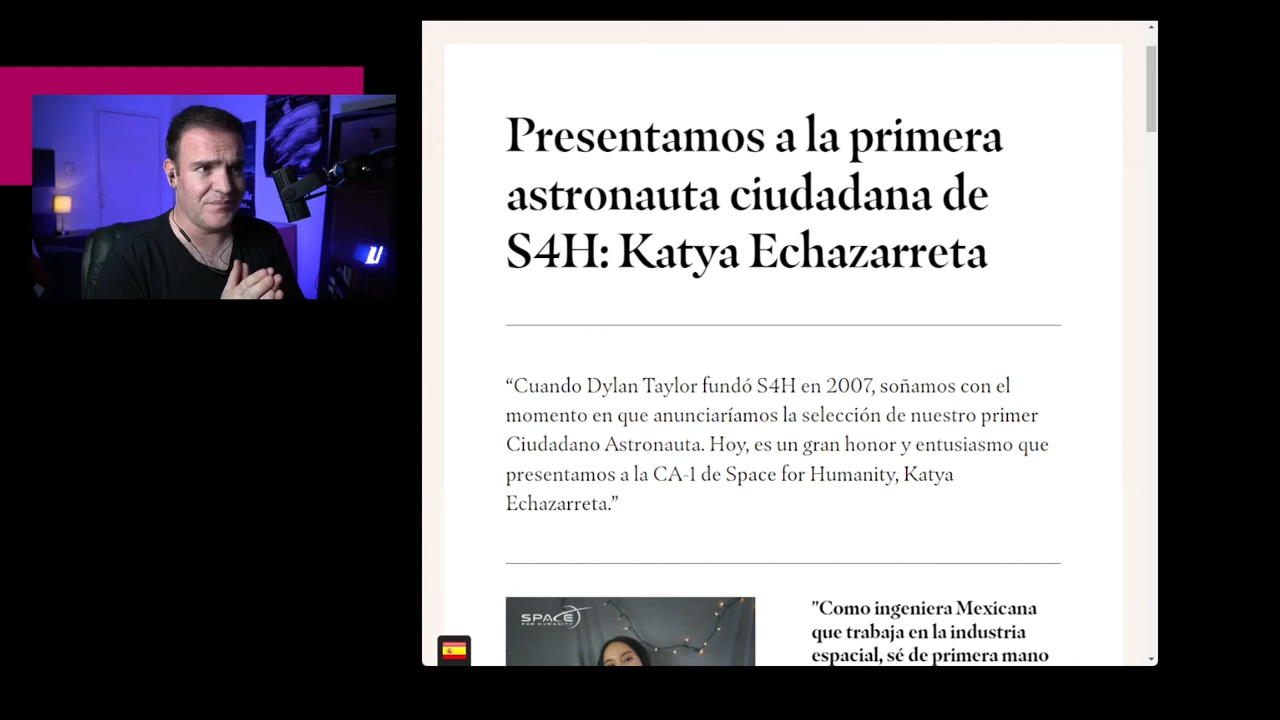 Presentamos a la primera
astronauta ciudadana de
S4H: Katya Echazarreta
“Cuando Dylan Taylor fundó S4H en 2007, soñamos con el
momento en que anunciaríamos la selección de nuestro primer
Ciudadano Astronauta. Hoy, es un gran honor y entusiasmo que
presentamos a la CA-1 de Space for Humanity, Katya
Echazarreta.”
SPACE
FOR HUMANITY
"Como ingeniera Mexicana
que trabaja en la industria
espacial, sé de primera mano